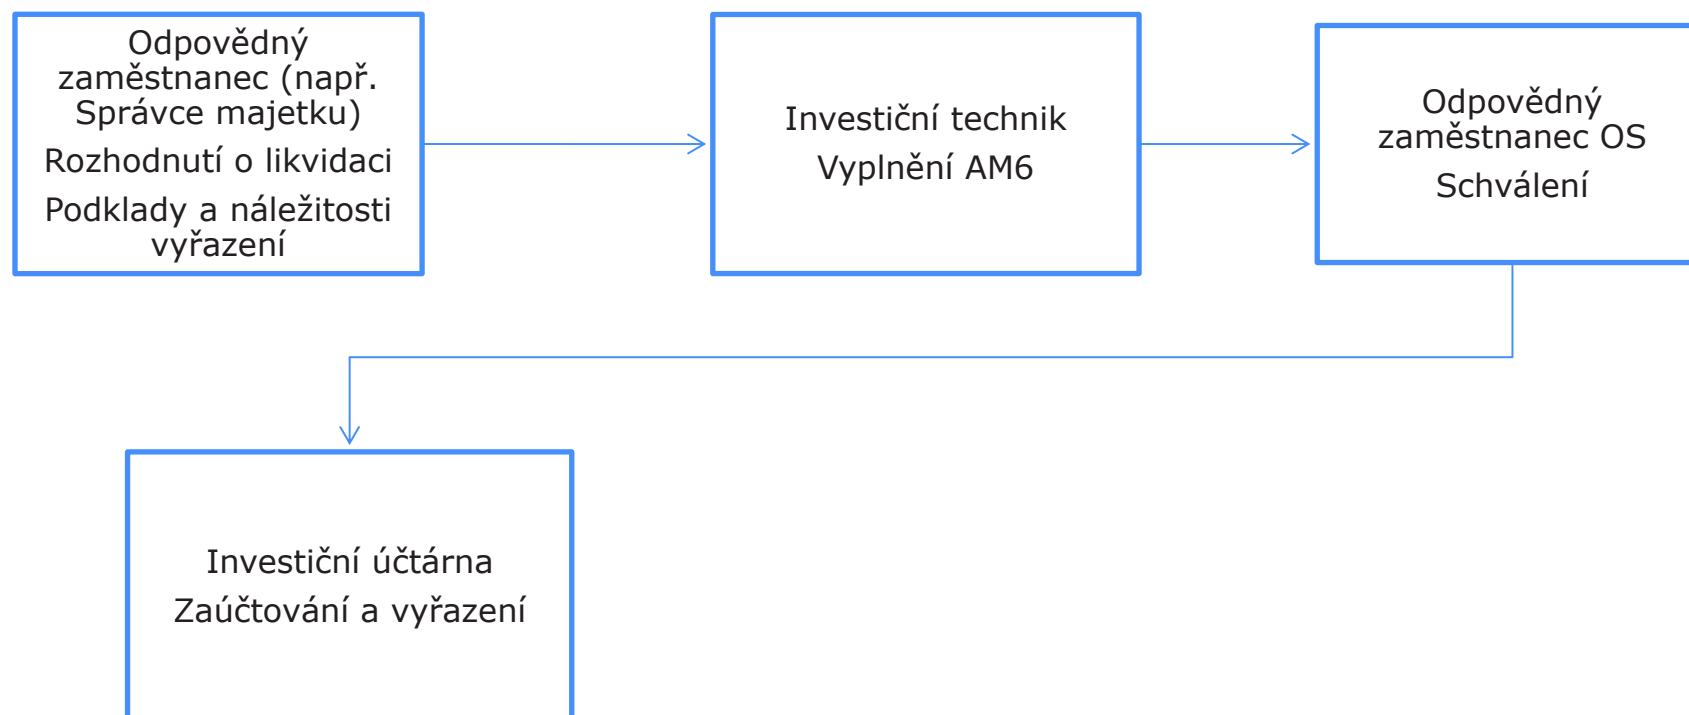 Odpovědný
zaměstnanec (např.
Správce majetku)
Rozhodnutí o likvidaci
Podklady a náležitosti
vyřazení
Investiční technik
Vyplnění AM6
Odpovědný
zaměstnanec OS
Schválení
Investiční účtárna
Zaúčtování a vyřazení